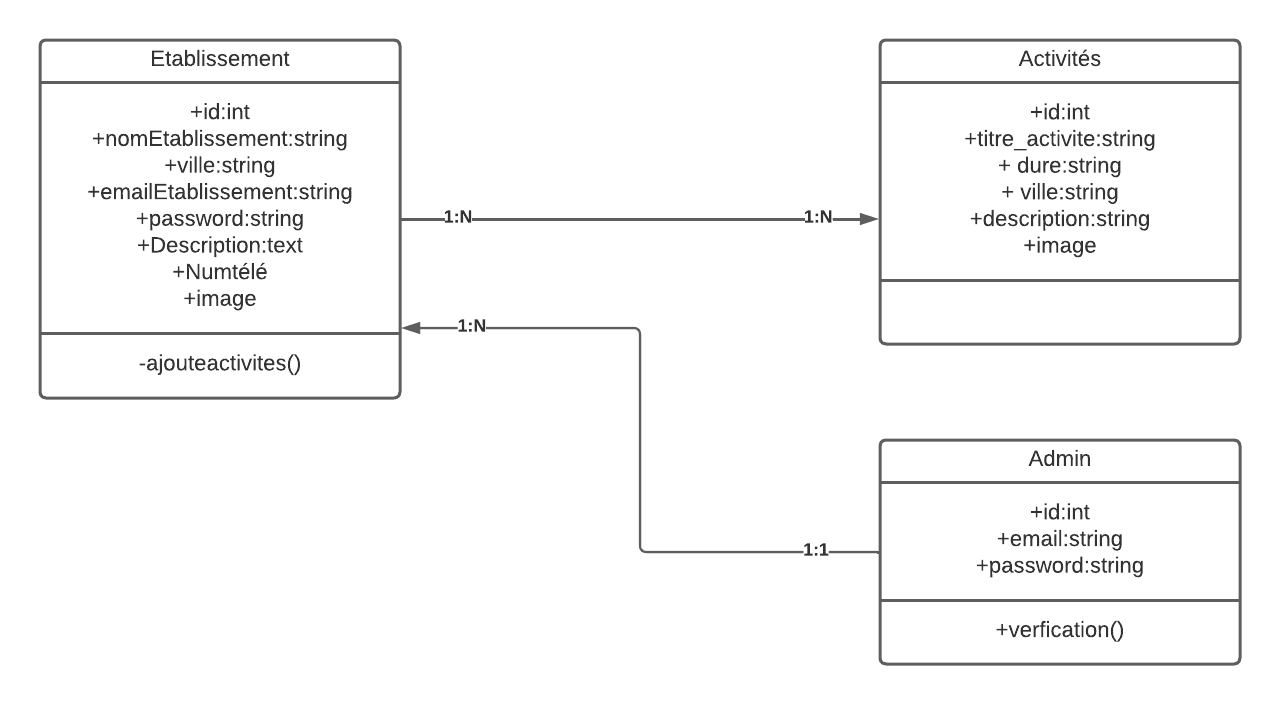 Etablissement
+id:int
+nomEtablissement:string
+ville:string
+emailEtablissement:string
+password:string
+Description:text
+Numtélé
+image
-ajouteactivites()
1:N
1:N
Activités
+id:int
+titre_activite:string
+ dure:string
+ ville:string
+description:string
+image
1:N
1:1
Admin
+id:int
+email:string
+password:string
+verfication()